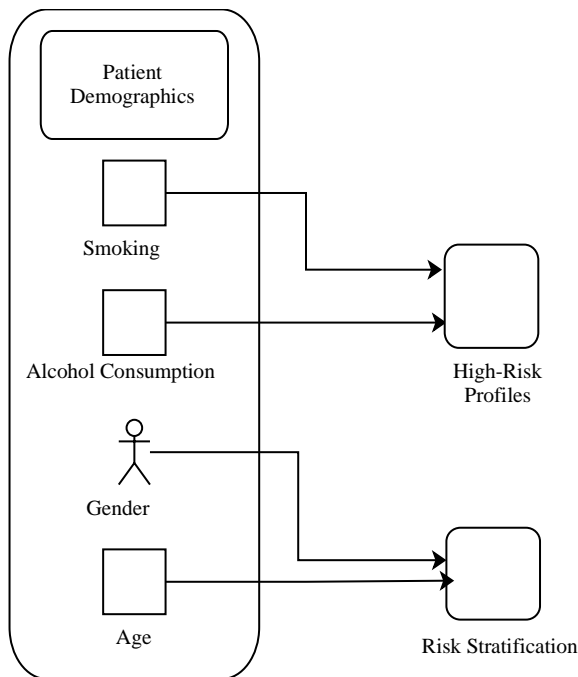 Patient
Demographics
Smoking
Alcohol Consumption
High-Risk
Profiles
Gender
Age
Risk Stratification